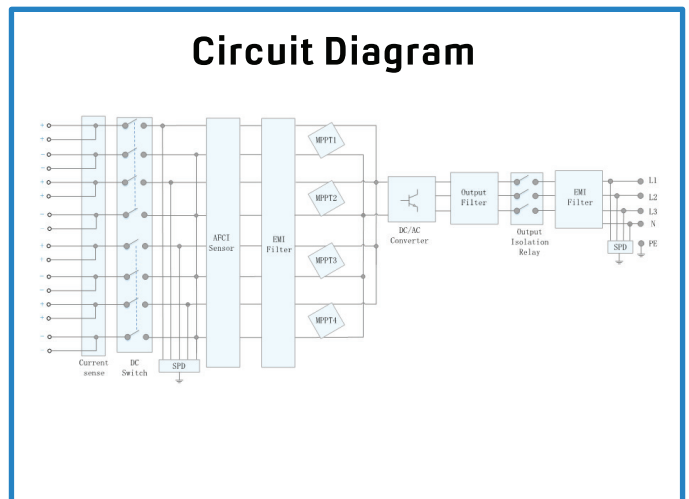 Circuit Diagram
+
+
-
-
+
+
-
-
+
+
-
-
+
+
-
-
Current
sense
DC
Switch
SPD
AFCI
Sensor
EMI
Filter
MPPT1
MPPT2
MPPT3
MPPT4
DC/AC
Converter
Output
Filter
Output
Isolation
Relay
EMI
Filter
L1
L2
L3
N
SPD
PE